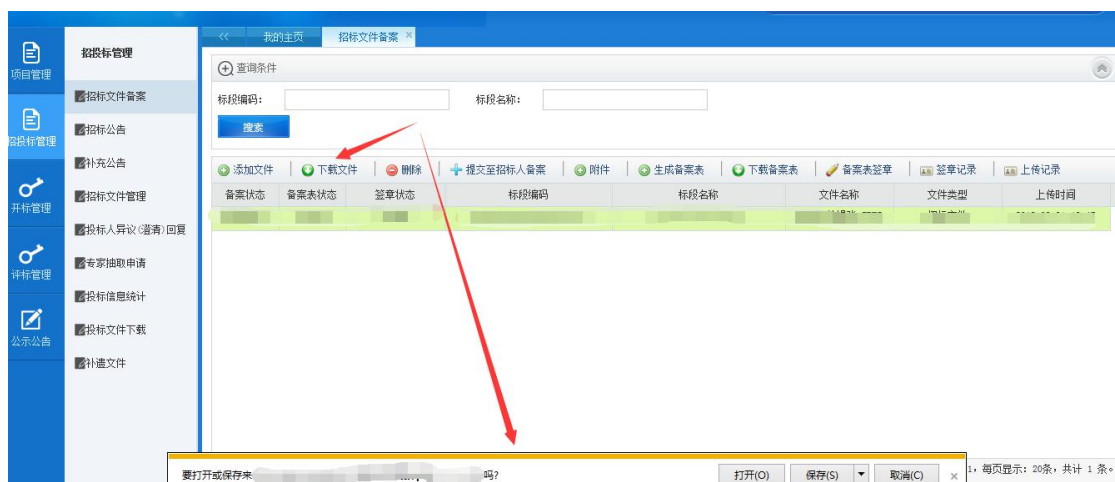 << 我的主页 招标文件备案 ×
项目管理
招投标管理
开标管理
评标管理
公示公告
招投标管理
招标文件备案
招标公告
补充公告
招标文件管理
投标人异议(澄清)回复
专家抽取申请
投标信息统计
投标文件下载
补遗文件
查询条件
标段编码: 标段名称:
搜索
添加文件 下载文件 删除 提交至招标人备案 附件 生成备案表 下载备案表 备案表签章 签章记录 上传记录
备案状态 备案表状态 签章状态 标段编码 标段名称 文件名称 文件类型 上传时间
1, 每页显示: 20条, 共计 1 条。
要打开或保存来 吗? 打开(O) 保存(S) 取消(C) ×